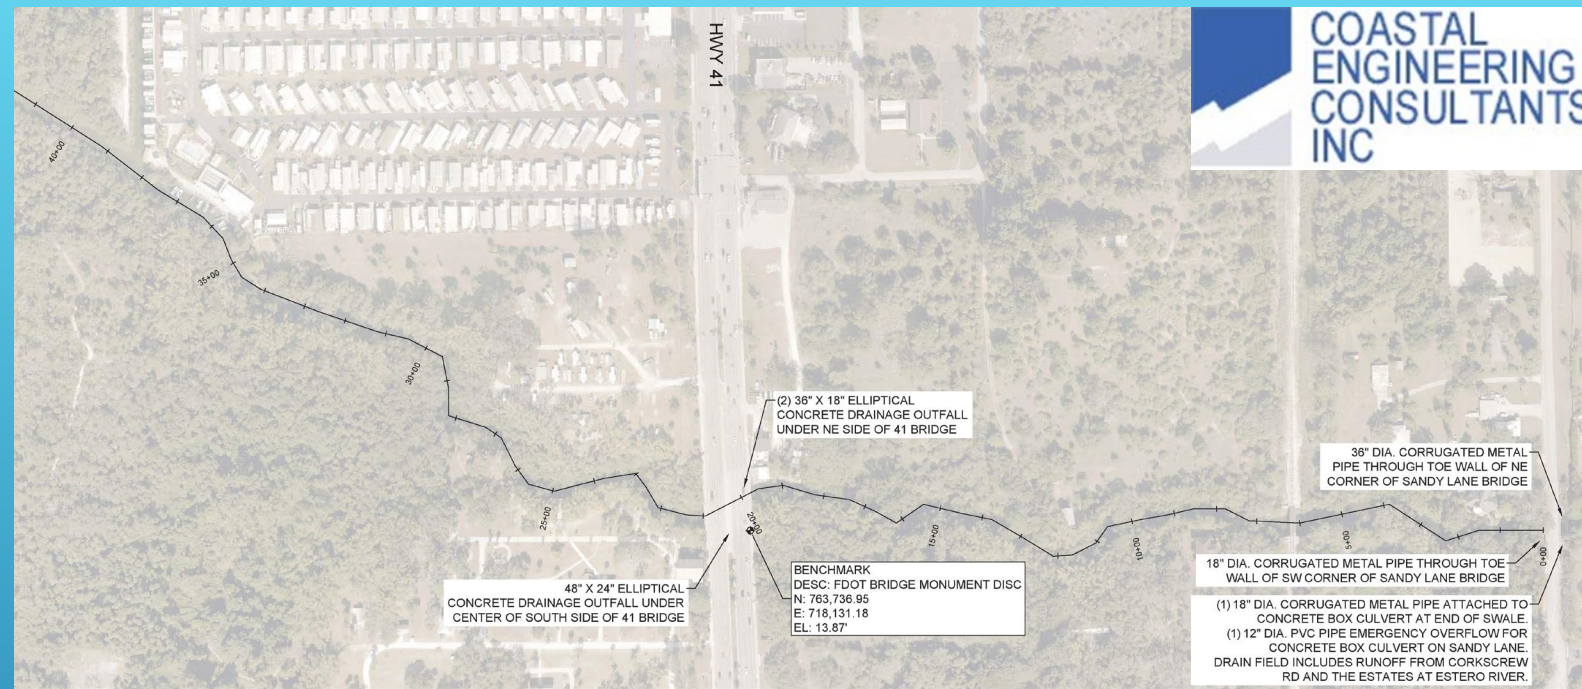 HWY 41
COASTAL
ENGINEERING
CONSULTANTS
INC
40+00
35+00
30+00
(2) 36" X 18" ELLIPTICAL
CONCRETE DRAINAGE OUTFALL
UNDER NE SIDE OF 41 BRIDGE
36" DIA. CORRUGATED METAL
PIPE THROUGH TOE WALL OF NE
CORNER OF SANDY LANE BRIDGE
25+00
20+00
15+00
10+00
5+00
0+00
18" DIA. CORRUGATED METAL PIPE THROUGH TOE
WALL OF SW CORNER OF SANDY LANE BRIDGE
BENCHMARK
DESC: FDOT BRIDGE MONUMENT DISC
N: 763,736.95
E: 718,131.18
EL: 13.87'
48" X 24" ELLIPTICAL
CONCRETE DRAINAGE OUTFALL UNDER
CENTER OF SOUTH SIDE OF 41 BRIDGE
(1) 18" DIA. CORRUGATED METAL PIPE ATTACHED TO
CONCRETE BOX CULVERT AT END OF SWALE.
(1) 12" DIA. PVC PIPE EMERGENCY OVERFLOW FOR
CONCRETE BOX CULVERT ON SANDY LANE.
DRAIN FIELD INCLUDES RUNOFF FROM CORKSCREW
RD AND THE ESTATES AT ESTERO RIVER.